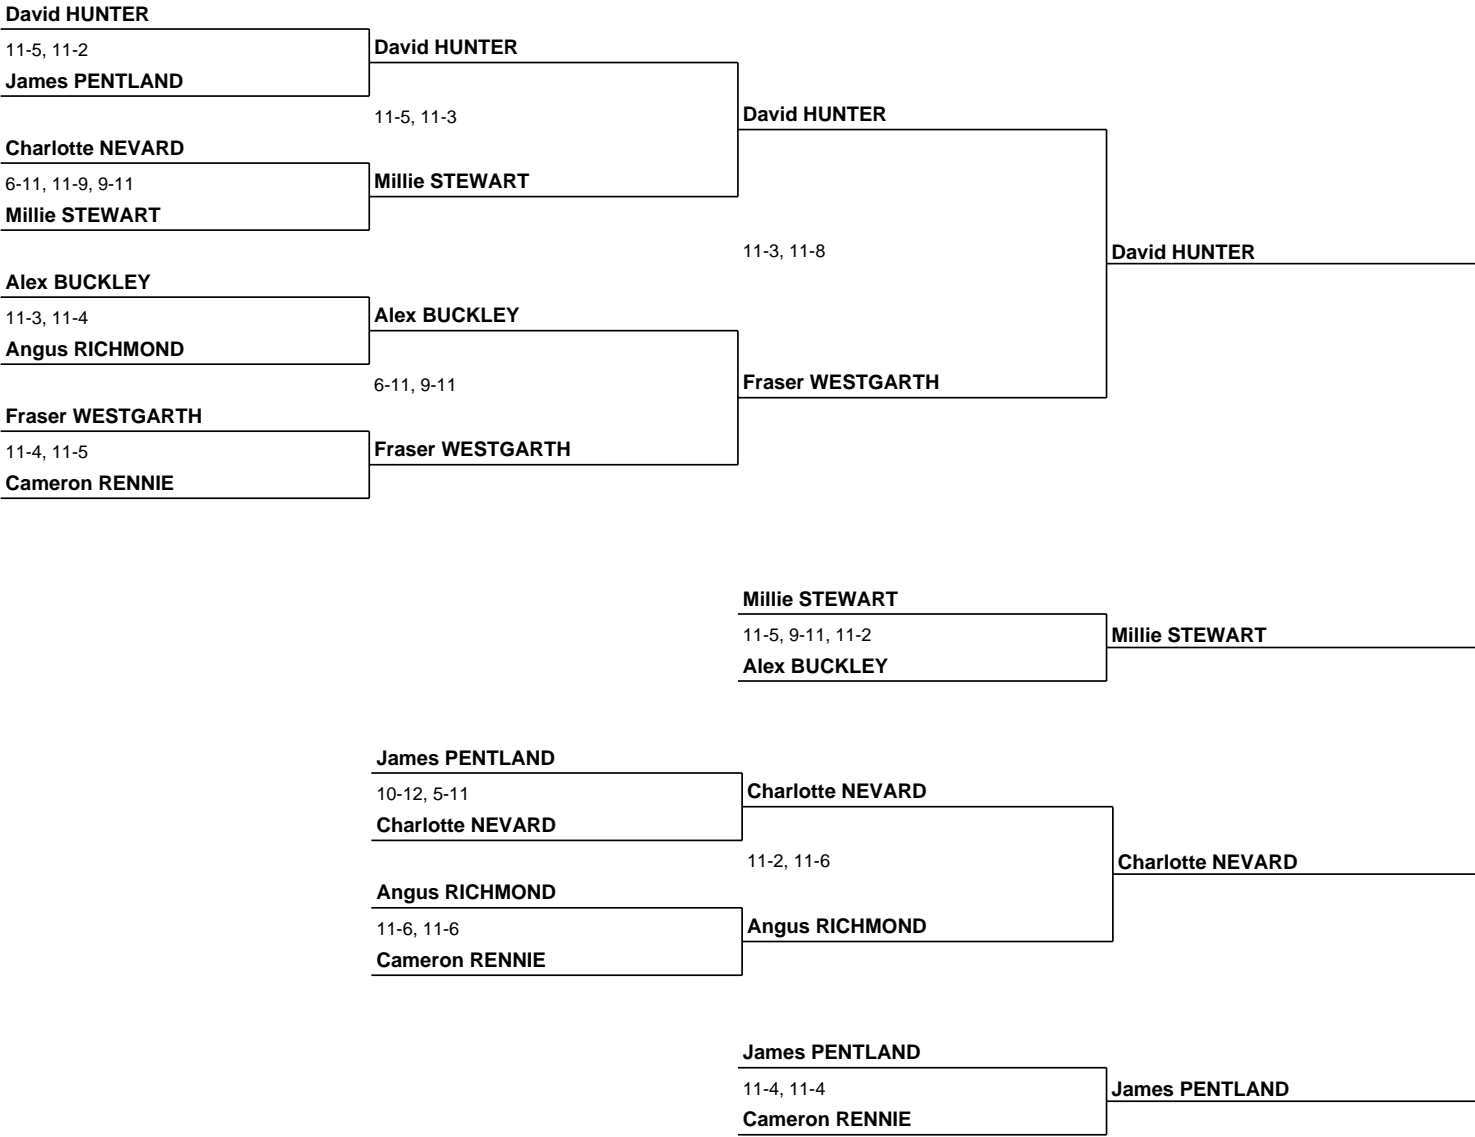 David HUNTER
11-5, 11-2
David HUNTER
James PENTLAND
11-5, 11-3
David HUNTER
Charlotte NEVARD
6-11, 11-9, 9-11
Millie STEWART
Millie STEWART
11-3, 11-8
David HUNTER
Alex BUCKLEY
11-3, 11-4
Alex BUCKLEY
Angus RICHMOND
6-11, 9-11
Fraser WESTGARTH
Fraser WESTGARTH
11-4, 11-5
Fraser WESTGARTH
Cameron RENNIE
Millie STEWART
11-5, 9-11, 11-2
Millie STEWART
Alex BUCKLEY
James PENTLAND
10-12, 5-11
Charlotte NEVARD
Charlotte NEVARD
11-2, 11-6
Charlotte NEVARD
Angus RICHMOND
11-6, 11-6
Angus RICHMOND
Cameron RENNIE
James PENTLAND
11-4, 11-4
James PENTLAND
Cameron RENNIE